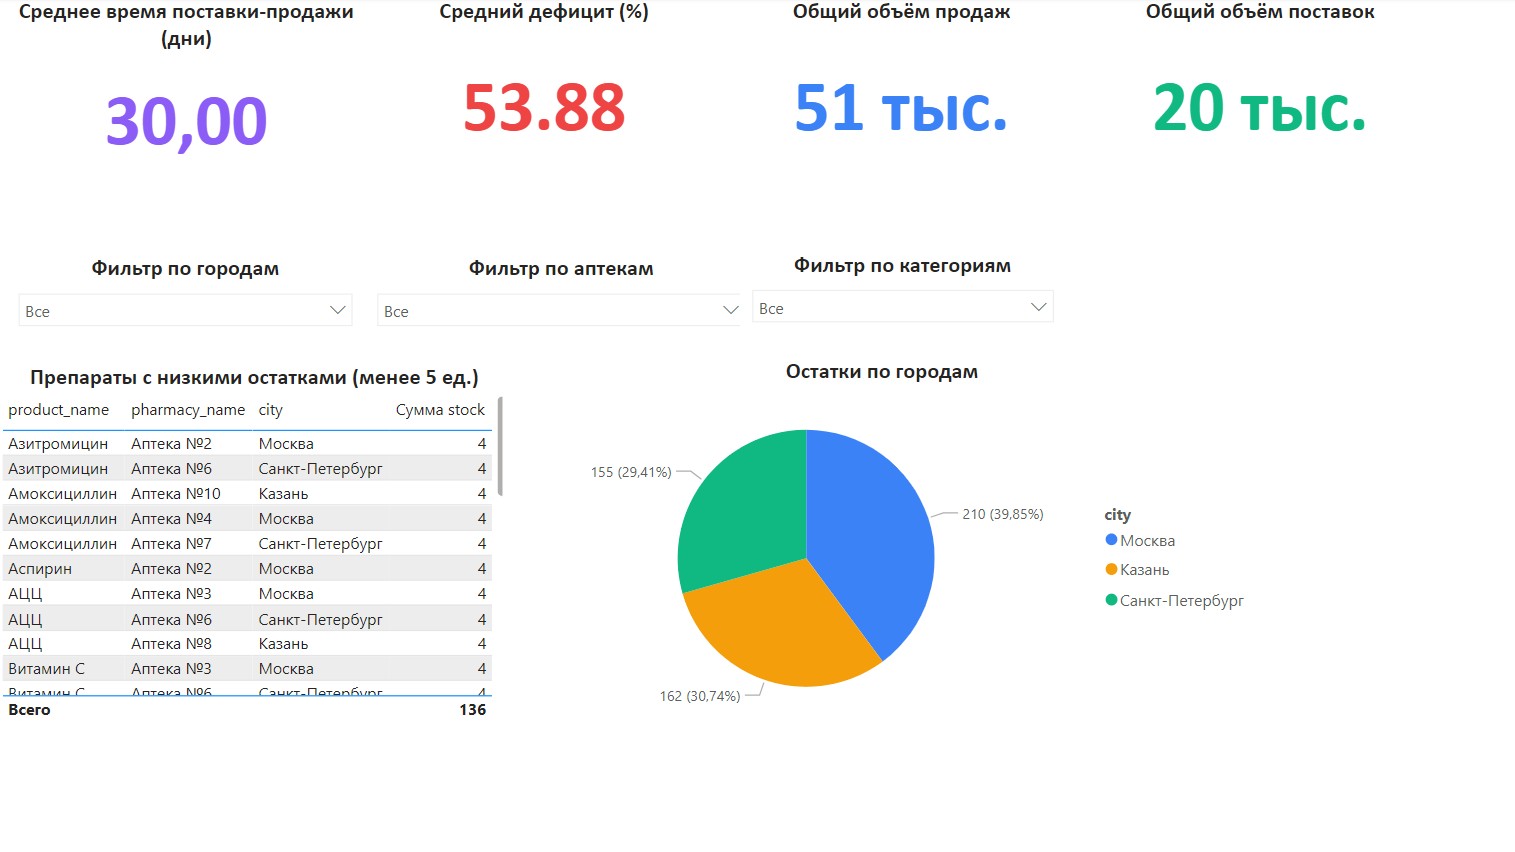 Среднее время поставки-продажи
(дни)
30,00
Средний дефицит (%)
53.88
Общий объём продаж
51 тыс.
Общий объём поставок
20 тыс.
Фильтр по городам
Все
Фильтр по аптекам
Все
Фильтр по категориям
Все
Препараты с низкими остатками (менее 5 ед.)
product_name pharmacy_name city Сумма stock
Азитромицин Аптека №2 Москва 4
Азитромицин Аптека №6 Санкт-Петербург 4
Амоксициллин Аптека №10 Казань 4
Амоксициллин Аптека №4 Москва 4
Амоксициллин Аптека №7 Санкт-Петербург 4
Аспирин Аптека №2 Москва 4
АЦЦ Аптека №3 Москва 4
АЦЦ Аптека №6 Санкт-Петербург 4
АЦЦ Аптека №8 Казань 4
Витамин C Аптека №3 Москва 4
Витамин C Аптека №6 Санкт-Петербург 4
Всего 136
Остатки по городам
155 (29,41%)
210 (39,85%)
162 (30,74%)
city
Москва
Казань
Санкт-Петербург